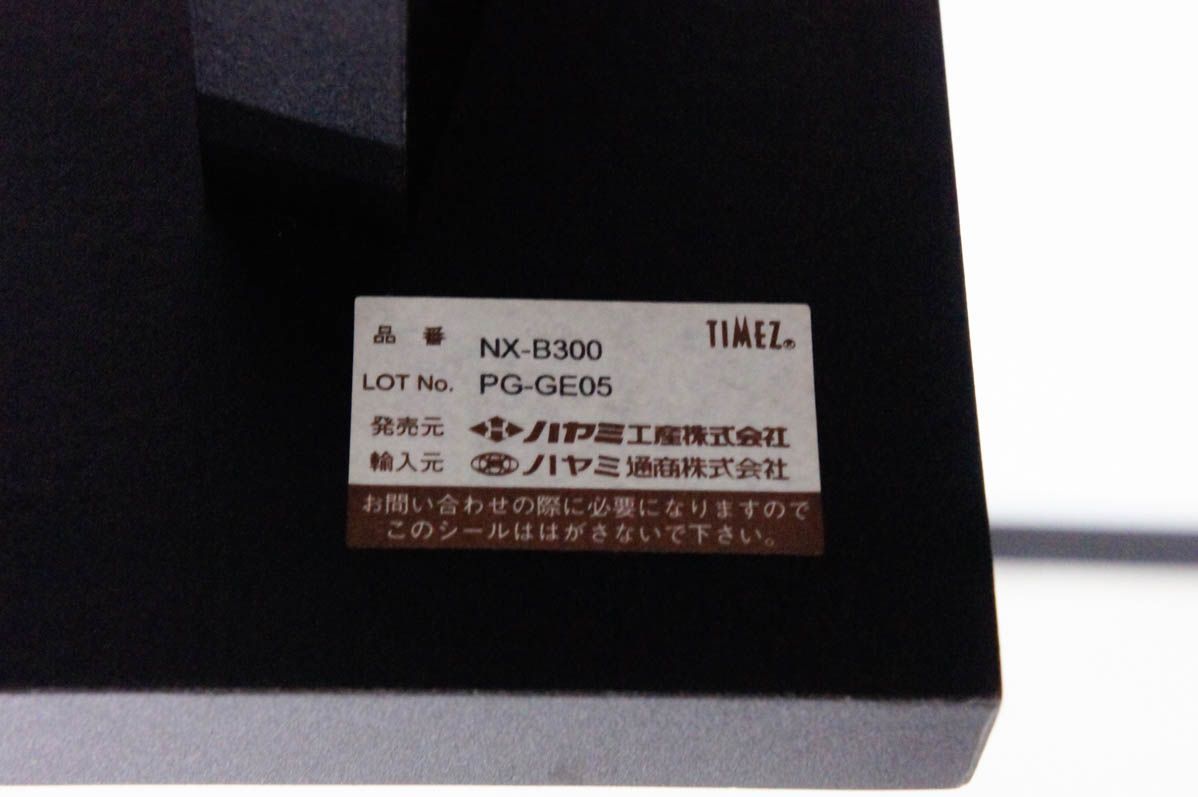 品番 NX-B300 TIMEZ®
LOT No. PG-GE05
発売元 ハヤミ工産株式会社
輸入元 ハヤミ通商株式会社
お問い合わせの際に必要になりますので
このシールははがさないで下さい。